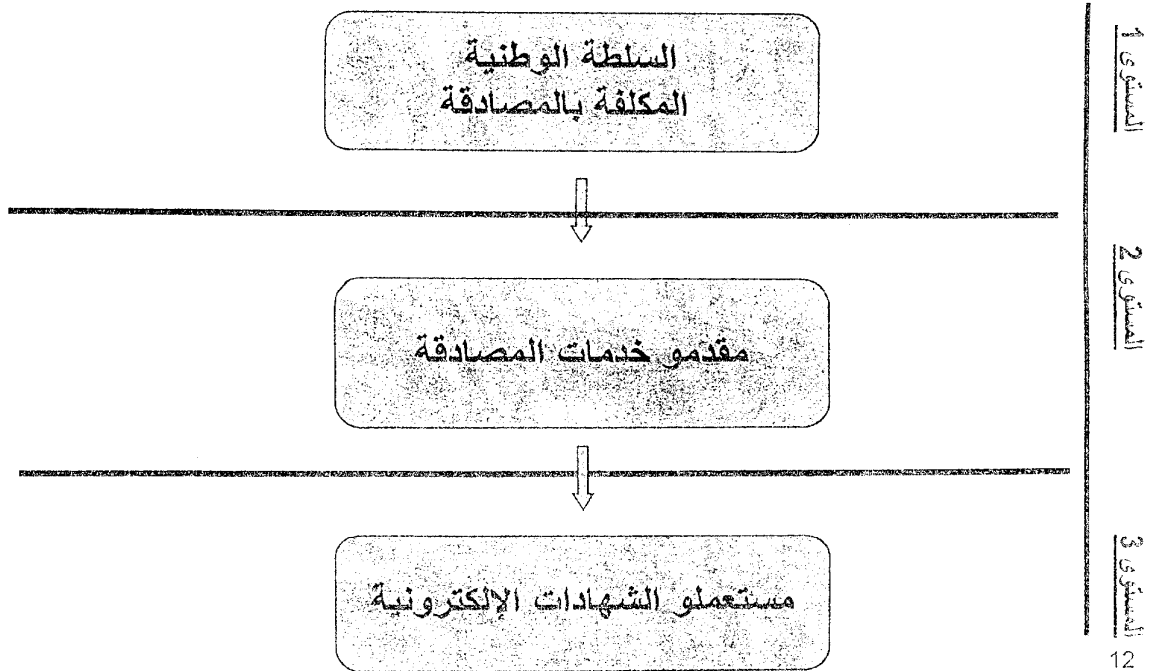 المستوى 1
السلطة الوطنية
المكلفة بالمصادقة
المستوى 2
مقدمو خدمات المصادقة
المستوى 3
مستعملو الشهادات الإلكترونية
12